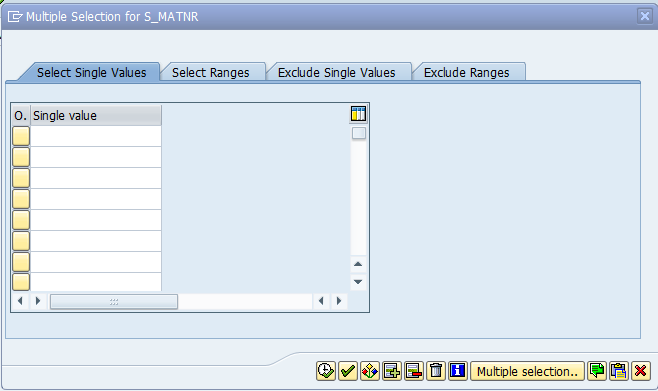 Multiple Selection for S_MATNR
Select Single Values Select Ranges Exclude Single Values Exclude Ranges
O. Single value
Multiple selection..